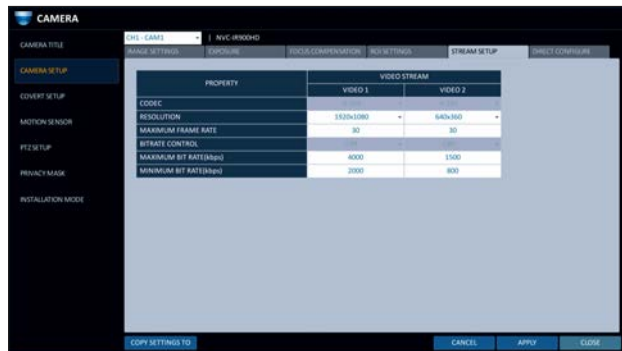 CAMERA
CH1 - CAM1 | NVC-IR900HD
CAMERA TITLE
IMAGE SETTINGS EXPOSURE FOCUS COMPENSATION ROI SETTINGS STREAM SETUP DIRECT CONFIGURE
CAMERA SETUP
PROPERTY VIDEO STREAM
VIDEO 1 VIDEO 2
COVERT SETUP
CODEC
RESOLUTION 1920x1080 640x360
MOTION SENSOR
MAXIMUM FRAME RATE 30 30
BITRATE CONTROL
PTZ SETUP
MAXIMUM BIT RATE(kbps) 4000 1500
MINIMUM BIT RATE(kbps) 2000 800
PRIVACY MASK
INSTALLATION MODE
COPY SETTINGS TO CANCEL APPLY CLOSE